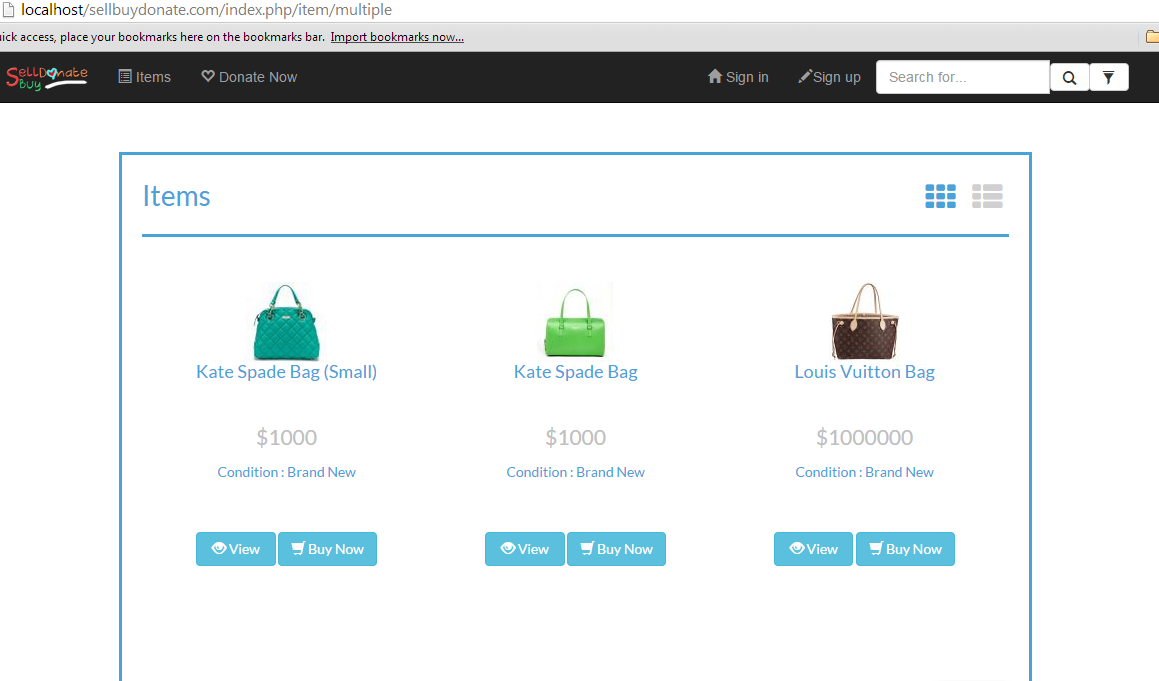 localhost/sellbuydonate.com/index.php/item/multiple
uick access, place your bookmarks here on the bookmarks bar. Import bookmarks now...
SellDonate Buy Items Donate Now Sign in Sign up Search for...
Items
Kate Spade Bag (Small) Kate Spade Bag Louis Vuitton Bag
$1000 $1000 $1000000
Condition : Brand New Condition : Brand New Condition : Brand New
View Buy Now View Buy Now View Buy Now